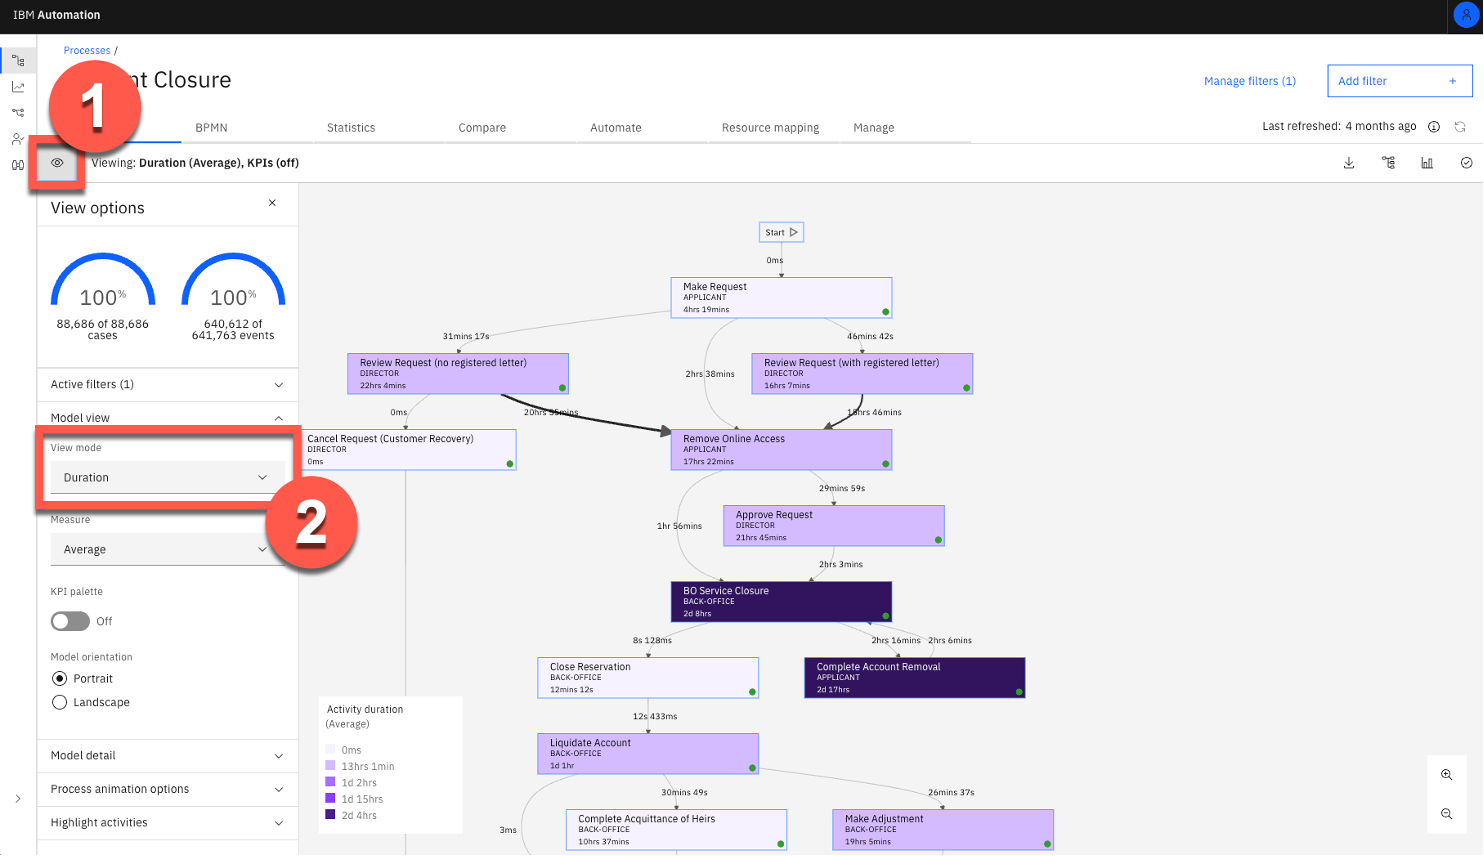 IBM Automation
Processes /
nt Closure
Manage filters (1)
Add filter +
1
BPMN
Statistics
Compare
Automate
Resource mapping
Manage
Last refreshed: 4 months ago
Viewing: Duration (Average), KPIs (off)
View options
100%
88,686 of 88,686
cases
100%
640,612 of
641,763 events
Active filters (1)
Model view
View mode
Duration
2
Measure
Average
KPI palette
Off
Model orientation
Portrait
Landscape
Model detail
Process animation options
Highlight activities
Start
0ms
Make Request
APPLICANT
4hrs 19mins
31mins 17s
46mins 42s
Review Request (no registered letter)
DIRECTOR
22hrs 4mins
2hrs 38mins
Review Request (with registered letter)
DIRECTOR
16hrs 7mins
0ms
20hrs 55mins
15hrs 46mins
Cancel Request (Customer Recovery)
DIRECTOR
0ms
Remove Online Access
APPLICANT
17hrs 22mins
29mins 59s
1hr 56mins
Approve Request
DIRECTOR
21hrs 45mins
2hrs 3mins
BO Service Closure
BACK-OFFICE
2d 8hrs
8s 128ms
2hrs 16mins
2hrs 6mins
Close Reservation
BACK-OFFICE
12mins 12s
Complete Account Removal
APPLICANT
2d 17hrs
12s 433ms
Liquidate Account
BACK-OFFICE
1d 1hr
30mins 49s
26mins 37s
3ms
Complete Acquittance of Heirs
BACK-OFFICE
10hrs 37mins
Make Adjustment
BACK-OFFICE
19hrs 5mins
Activity duration
(Average)
0ms
13hrs 1min
1d 2hrs
1d 15hrs
2d 4hrs